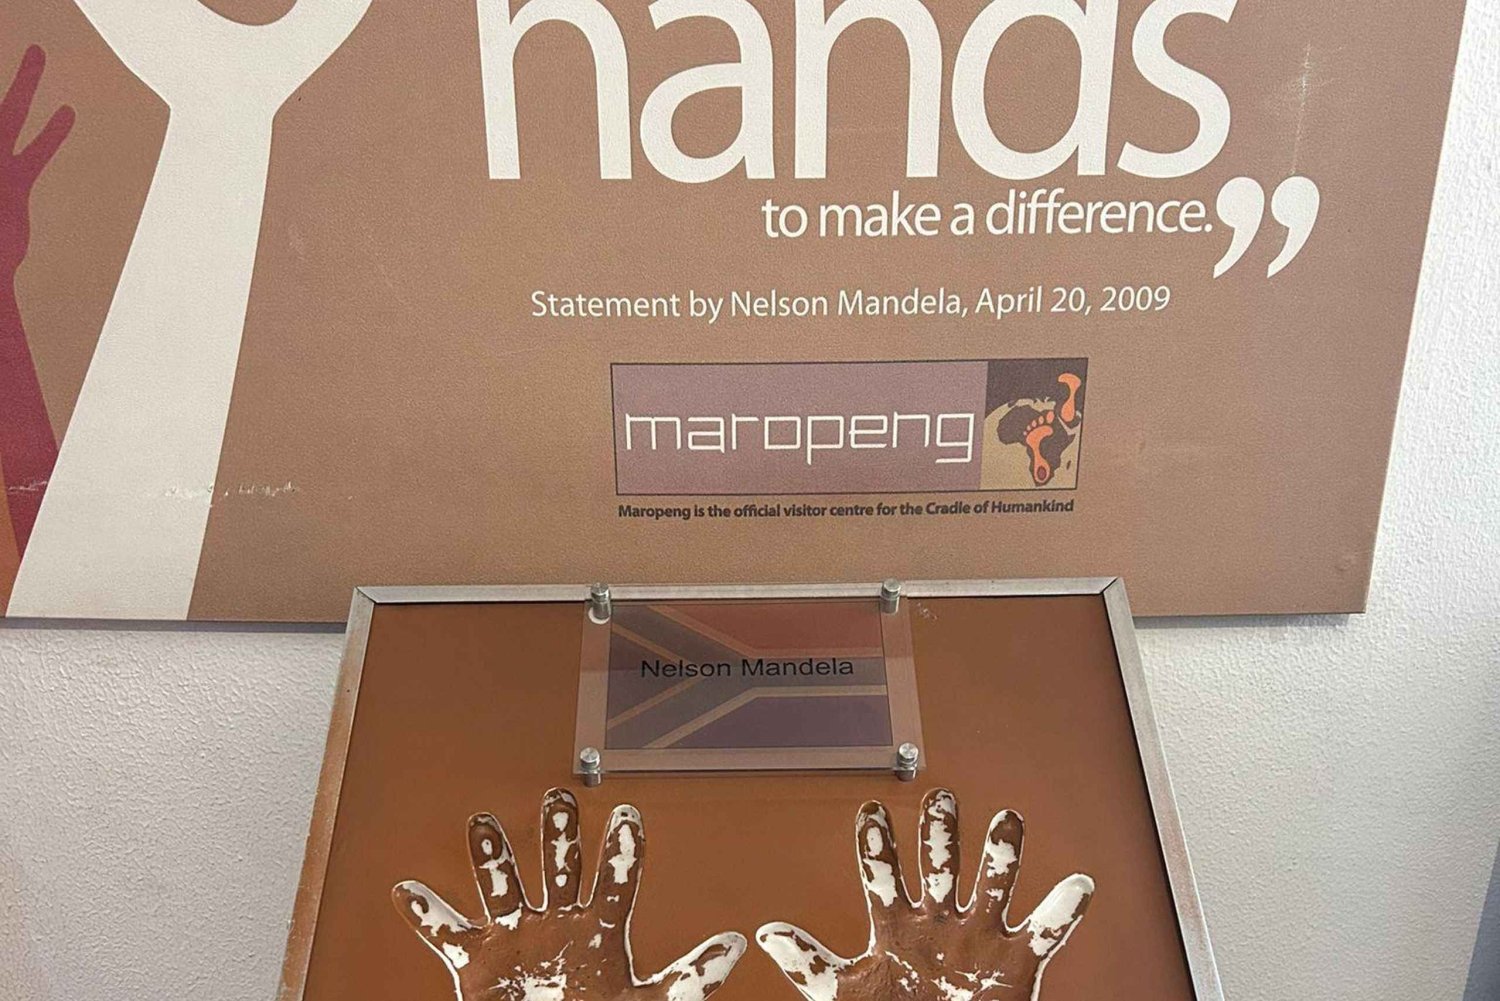 hands
to make a difference.”
Statement by Nelson Mandela, April 20, 2009
maropeng
Maropeng is the official visitor centre for the Cradle of Humankind
Nelson Mandela